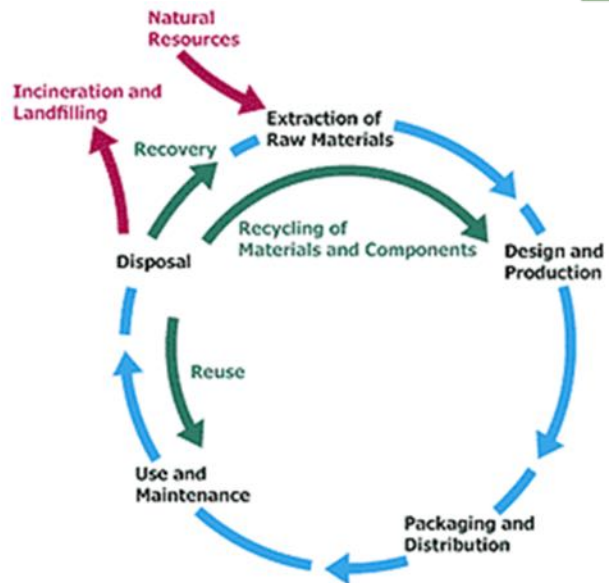 Natural
Resources
Incineration and
Landfilling
Extraction of
Raw Materials
Recovery
Recycling of
Materials and Components
Disposal
Design and
Production
Reuse
Use and
Maintenance
Packaging and
Distribution